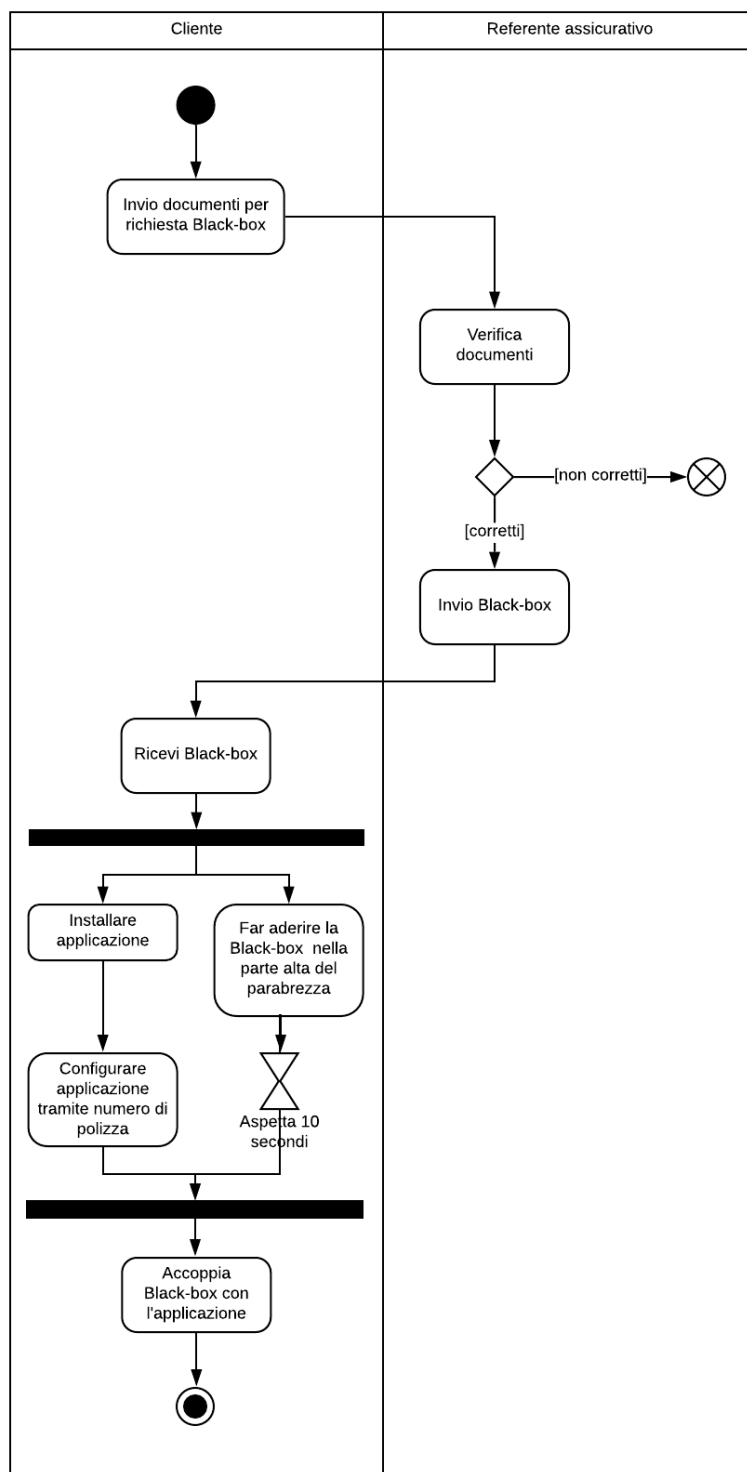 Cliente
Referente assicurativo
Invio documenti per
richiesta Black-box
Verifica
documenti
[non corretti]
[corretti]
Invio Black-box
Ricevi Black-box
Installare
applicazione
Far aderire la
Black-box nella
parte alta del
parabrezza
Configurare
applicazione
tramite numero di
polizza
Aspetta 10
secondi
Accoppia
Black-box con
l'applicazione